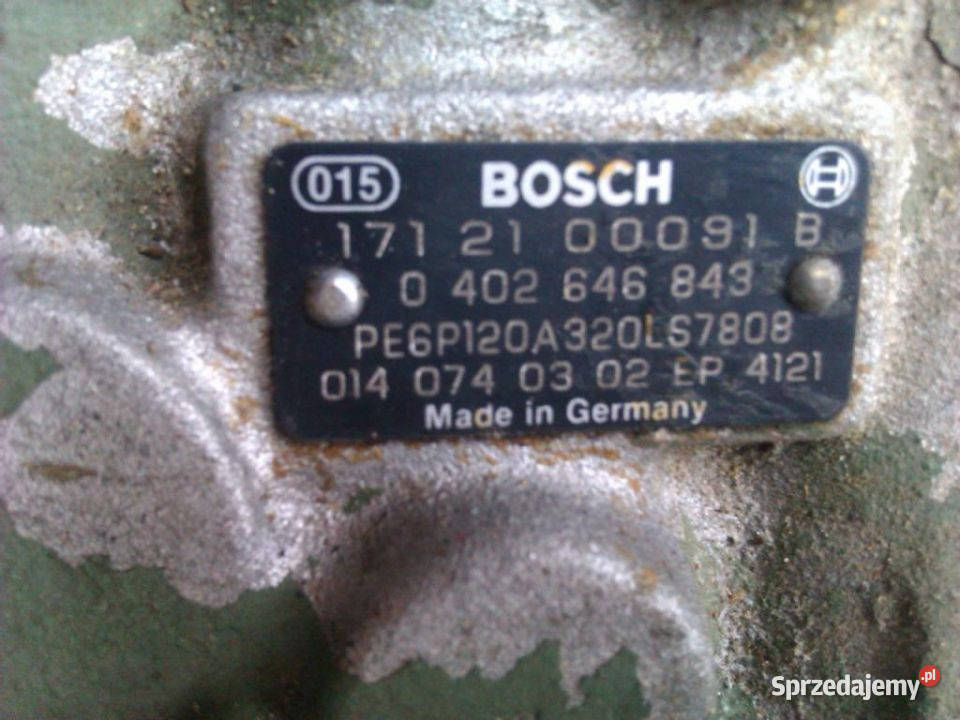 015 BOSCH
171 21 00091 B
0 402 646 843
PE6P120A320LS7808
014 074 03 02 EP 4121
Made in Germany
Sprzedajemy.pl